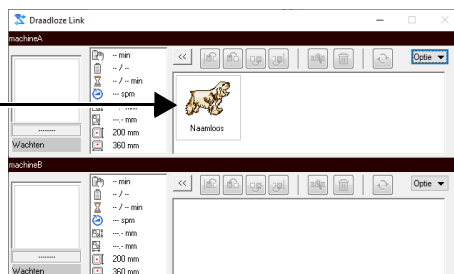 Draadloze Link
machineA
-- min
-- / --
-- / -- min
--- spm
---.- mm
---.- mm
200 mm
360 mm
--------
Wachten
<<
Optie
Naamloos
machineB
-- min
-- / --
-- / -- min
--- spm
---.- mm
---.- mm
200 mm
360 mm
--------
Wachten
<<
Optie